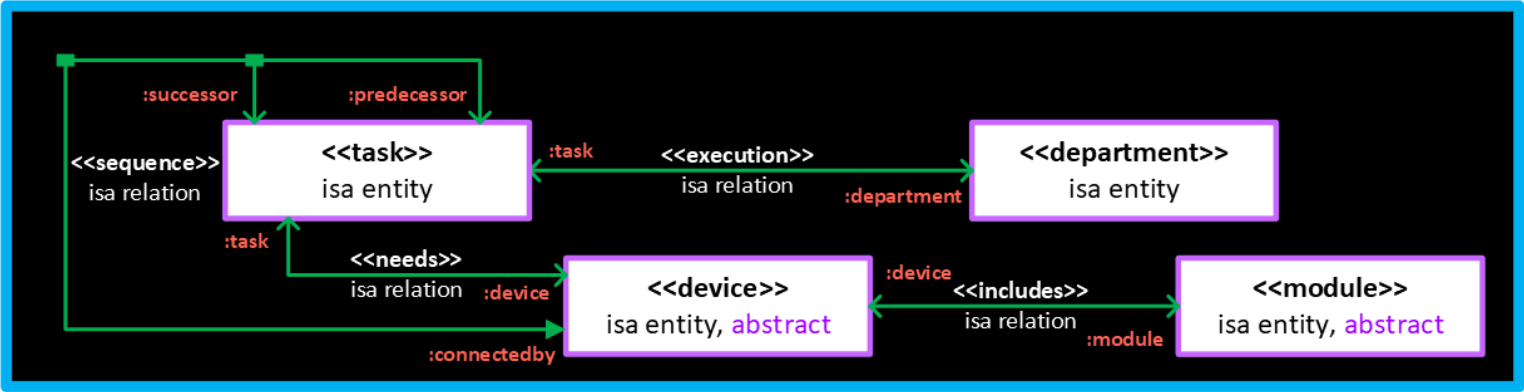 :successor
:predecessor
<<sequence>>
isa relation
<<task>>
isa entity
:task
<<execution>>
isa relation
:department
<<department>>
isa entity
:task
<<needs>>
isa relation
:device
:connectedby
<<device>>
isa entity, abstract
:device
<<includes>>
isa relation
:module
<<module>>
isa entity, abstract